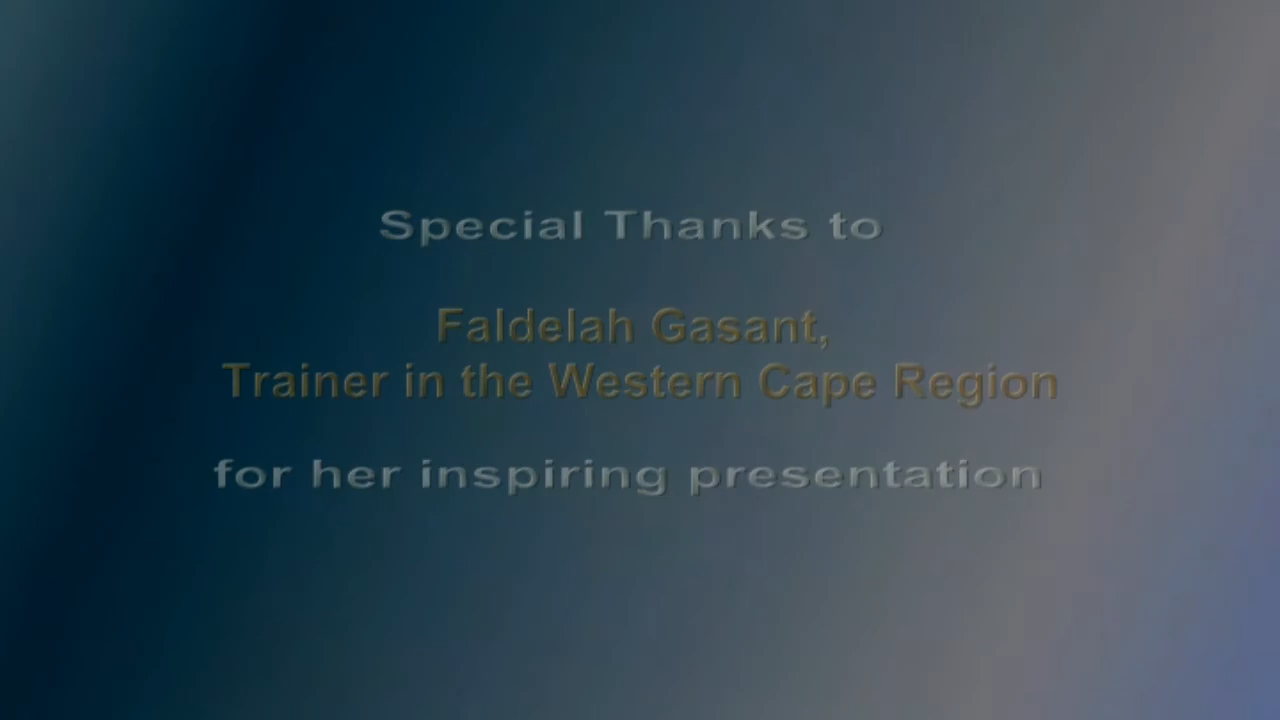 Special Thanks to
Faldelah Gasant,
Trainer in the Western Cape Region
for her inspiring presentation